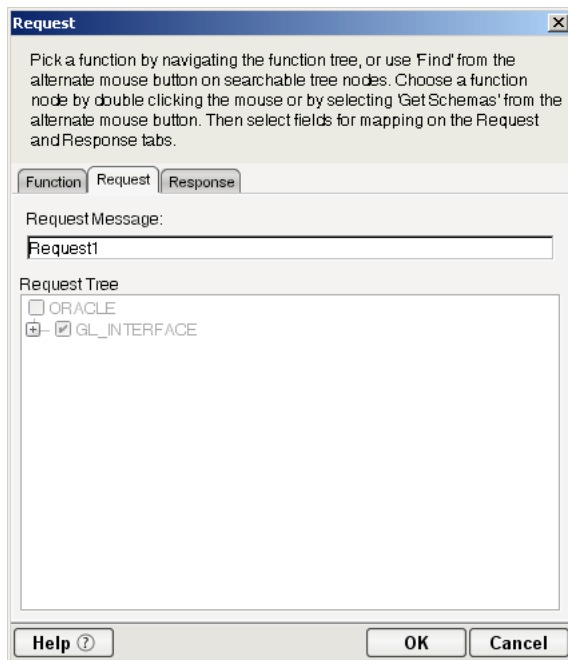 Request
Pick a function by navigating the function tree, or use 'Find' from the
alternate mouse button on searchable tree nodes. Choose a function
node by double clicking the mouse or by selecting 'Get Schemas' from the
alternate mouse button. Then select fields for mapping on the Request
and Response tabs.
Function Request Response
Request Message:
Request1
Request Tree
ORACLE
GL_INTERFACE
Help ? OK Cancel